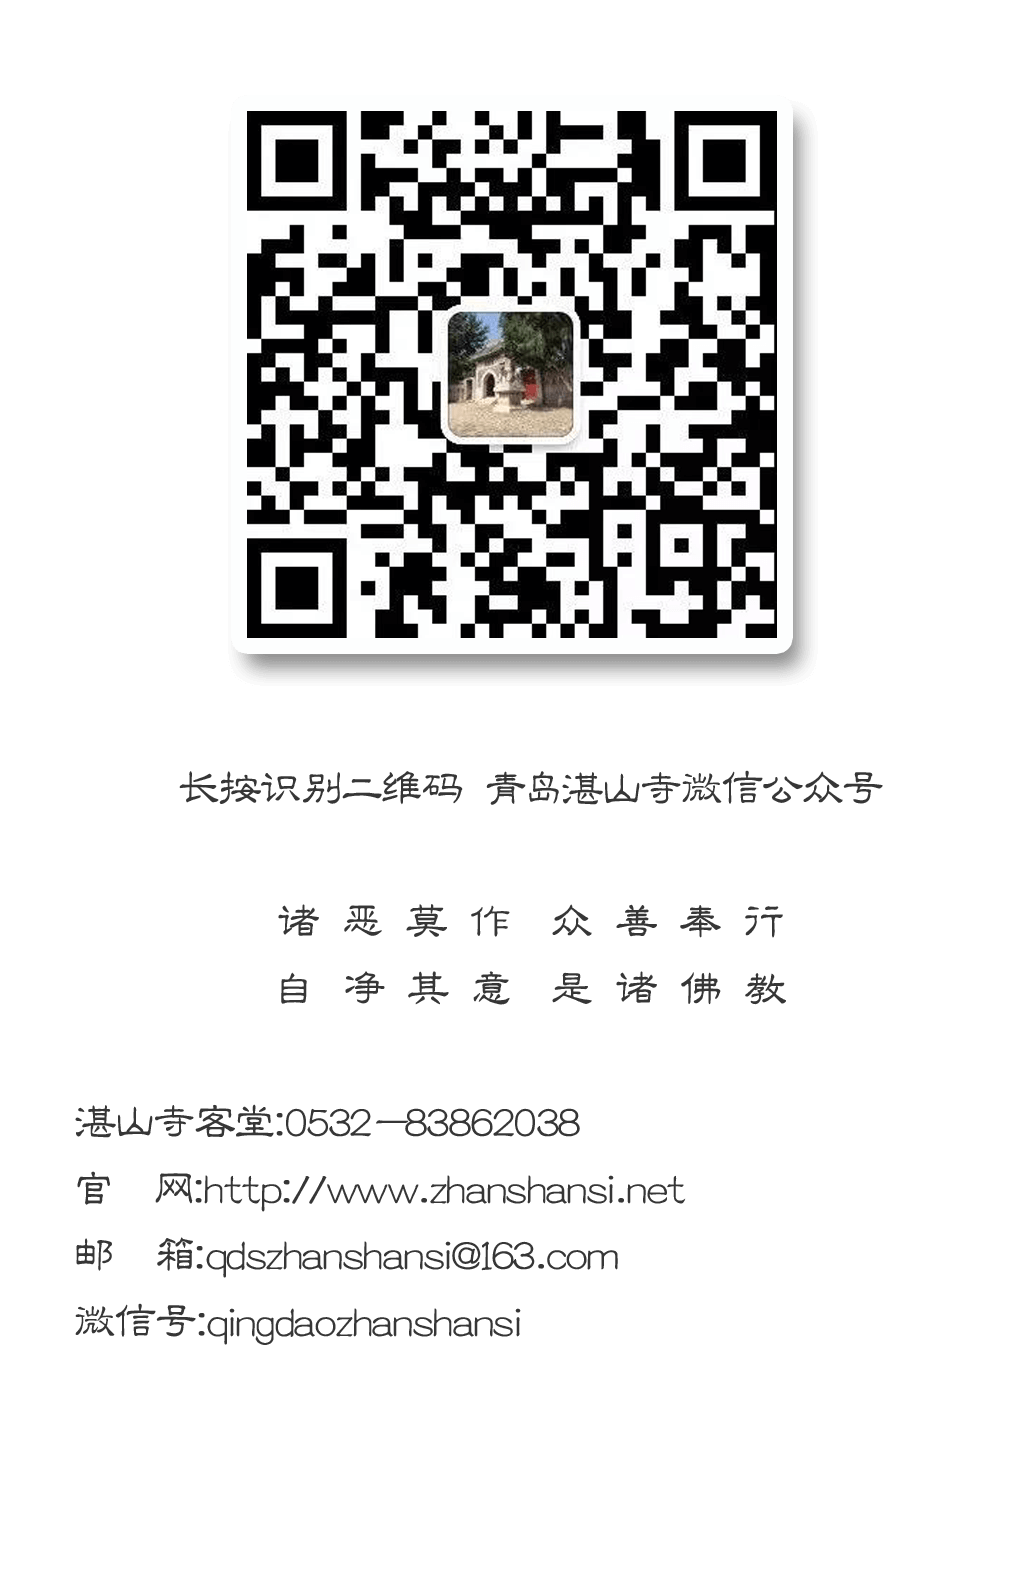 长按识别二维码 青岛湛山寺微信公众号
诸恶莫作 众善奉行
自净其意 是诸佛教
湛山寺客堂:0532-83862038
官 网:http://www.zhanshansi.net
邮 箱:qdszhanshansi@163.com
微信号:qingdaozhanshansi